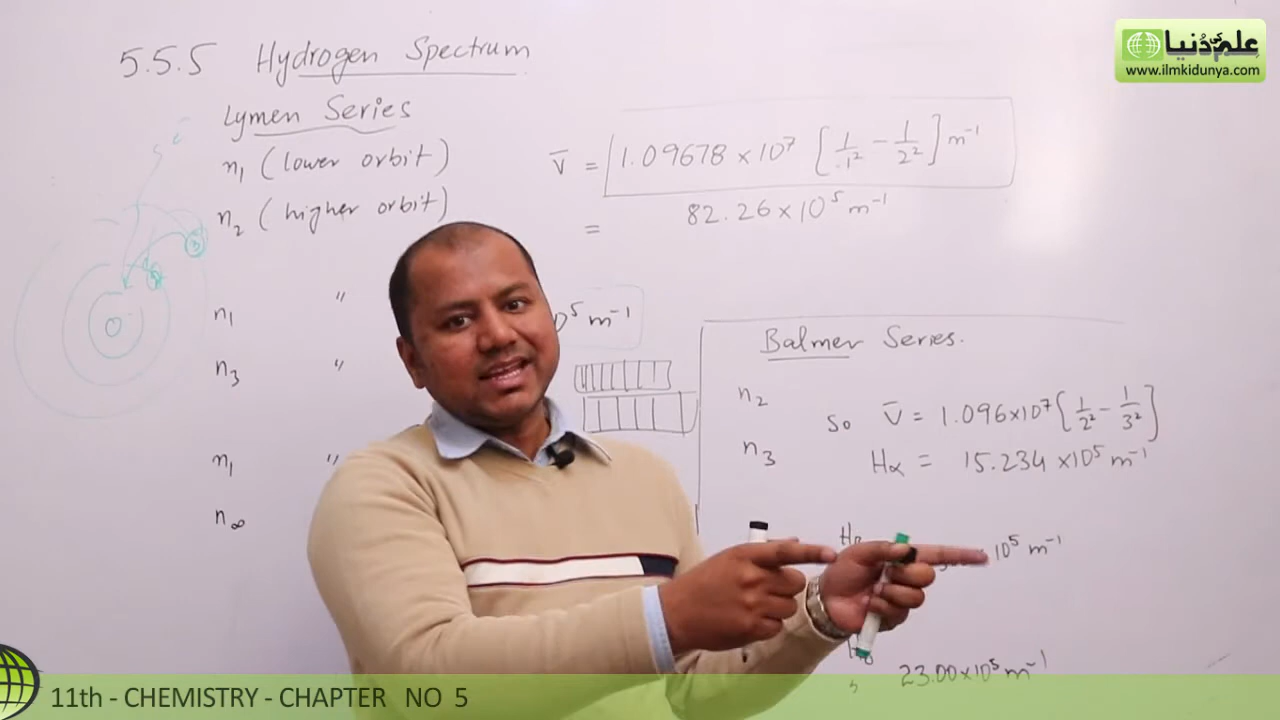 علم کی دُنیا
www.ilmkidunya.com
5.5.5 Hydrogen Spectrum
Lymen Series
n₁ (lower orbit)
n₂ (higher orbit)
V̄ = 1.09678 × 10⁷ [1/1² − 1/2²] m⁻¹
= 82.26 × 10⁵ m⁻¹
n₁ "
0⁵ m⁻¹
n₃ "
n₁ "
n∞
Balmer Series.
n₂
n₃
So V̄ = 1.096×10⁷ [1/2² − 1/3²]
Hα = 15.234 × 10⁵ m⁻¹
10⁵ m⁻¹
23.00×10⁵ m⁻¹
11th - CHEMISTRY - CHAPTER NO 5